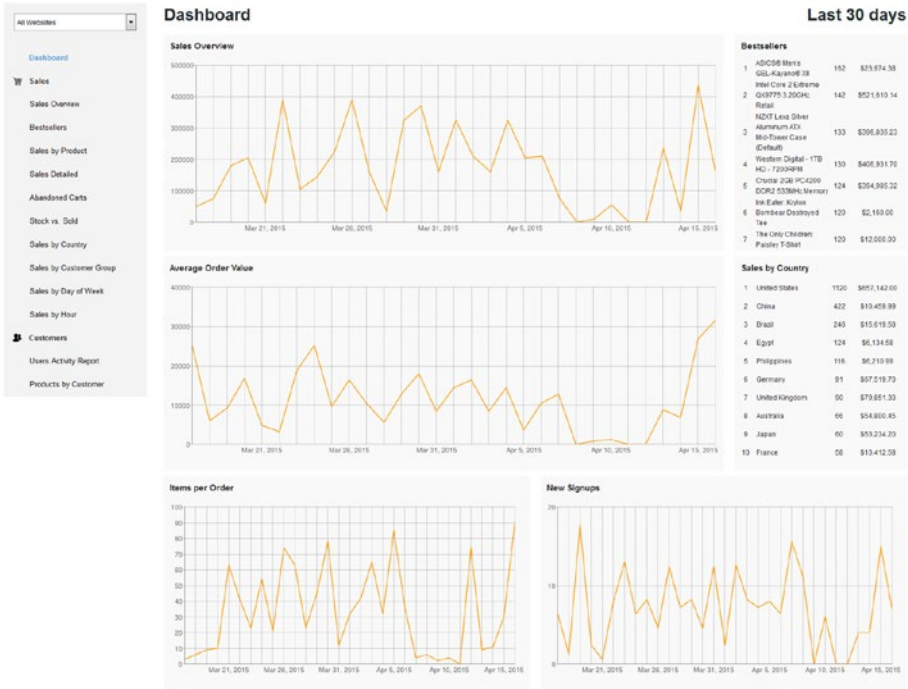 All Websites
Dashboard
Sales
Sales Overview
Bestsellers
Sales by Product
Sales Detailed
Abandoned Carts
Stock vs. Sold
Sales by Country
Sales by Customer Group
Sales by Day of Week
Sales by Hour
Customers
Users Activity Report
Products by Customer
Dashboard
Last 30 days
Sales Overview
500000
400000
300000
200000
100000
0
Mar 21, 2015 Mar 26, 2015 Mar 31, 2015 Apr 5, 2015 Apr 10, 2015 Apr 15, 2015
Bestsellers
1 ASICS® Men's GEL-Kayano® XII 162 $23,974.38
2 Intel Core 2 Extreme QX9775 3.20GHz Retail 142 $521,610.14
3 NZXT Lexa Silver Aluminum ATX Mid-Tower Case (Default) 133
4 Western Digital - 1TB HD - 7200RPM 130 $406,931.70
5 Crucial 2GB PC4200 DDR2 533MHz Memory 124
6 Ink Eater: Krylon Bombear Destroyed Tee 120 $2,160.00
7 The Only Children: Paisley T-Shirt 120 $12,000.00
Average Order Value
40000
30000
20000
10000
0
Mar 21, 2015 Mar 26, 2015 Mar 31, 2015 Apr 5, 2015 Apr 10, 2015 Apr 15, 2015
Sales by Country
1 United States 1120 $657,142.00
2 China 422 $10,459.99
3 Brazil 246 $15,619.50
4 Egypt 124 $6,134.58
5 Philippines 116 $6,210.99
6 Germany 91 $67,519.70
7 United Kingdom 90 $79,851.30
8 Australia 66 $54,800.45
9 Japan 60 $53,234.20
10 France 58 $13,412.58
Items per Order
100
90
80
70
60
50
40
30
20
10
0
Mar 21, 2015 Mar 26, 2015 Mar 31, 2015 Apr 5, 2015 Apr 10, 2015 Apr 15, 2015
New Signups
20
10
0
Mar 21, 2015 Mar 26, 2015 Mar 31, 2015 Apr 5, 2015 Apr 10, 2015 Apr 15, 2015